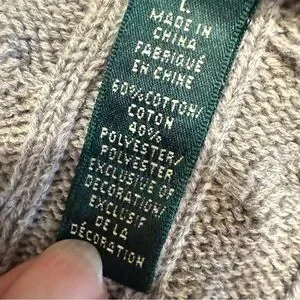 L
MADE IN
CHINA
FABRIQUÉ
EN CHINE
60% COTTON/
COTON
40%
POLYESTER/
POLYESTER
EXCLUSIVE OF
DECORATION/
EXCLUSIF
DE LA
DÉCORATION